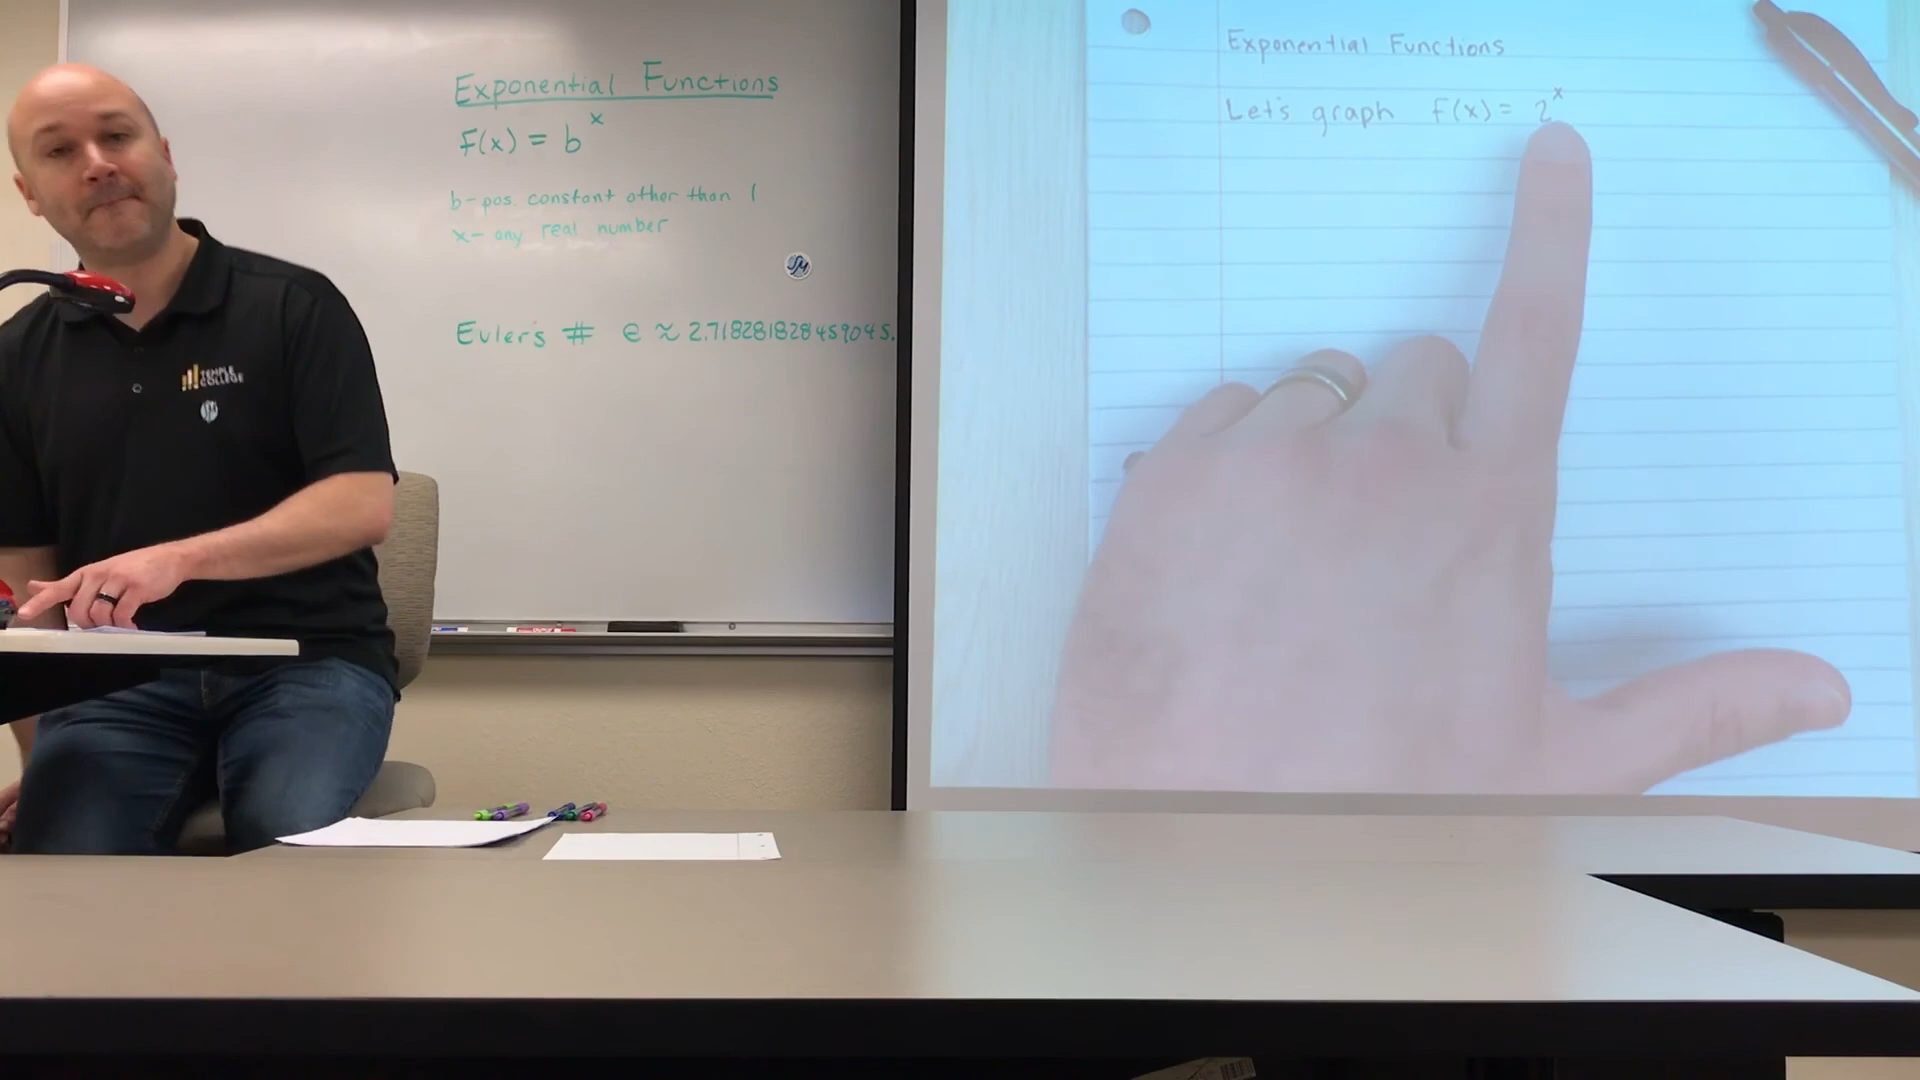 Exponential Functions
f(x) = b^x
b-pos. constant other than 1
x- any real number
Euler's # e ≈ 2.718281828459045.
TEMPLE
COLLEGE
Exponential Functions
Let's graph f(x) = 2^x